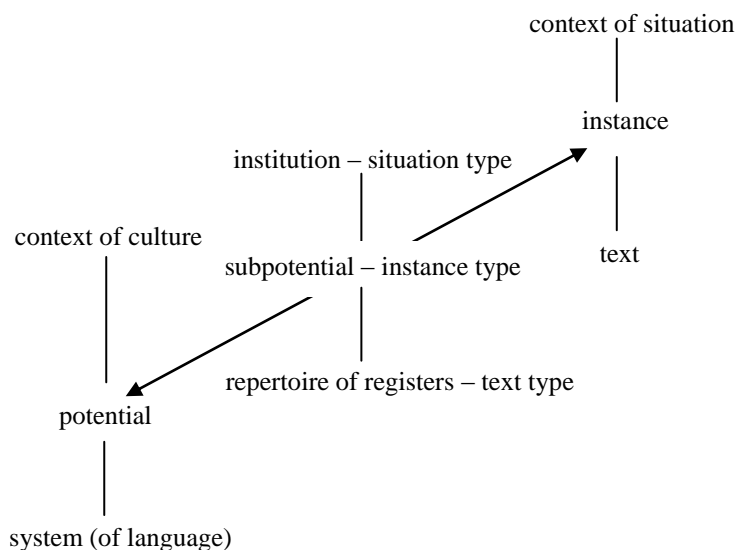 context of situation
instance
institution – situation type
context of culture
text
subpotential – instance type
repertoire of registers – text type
potential
system (of language)